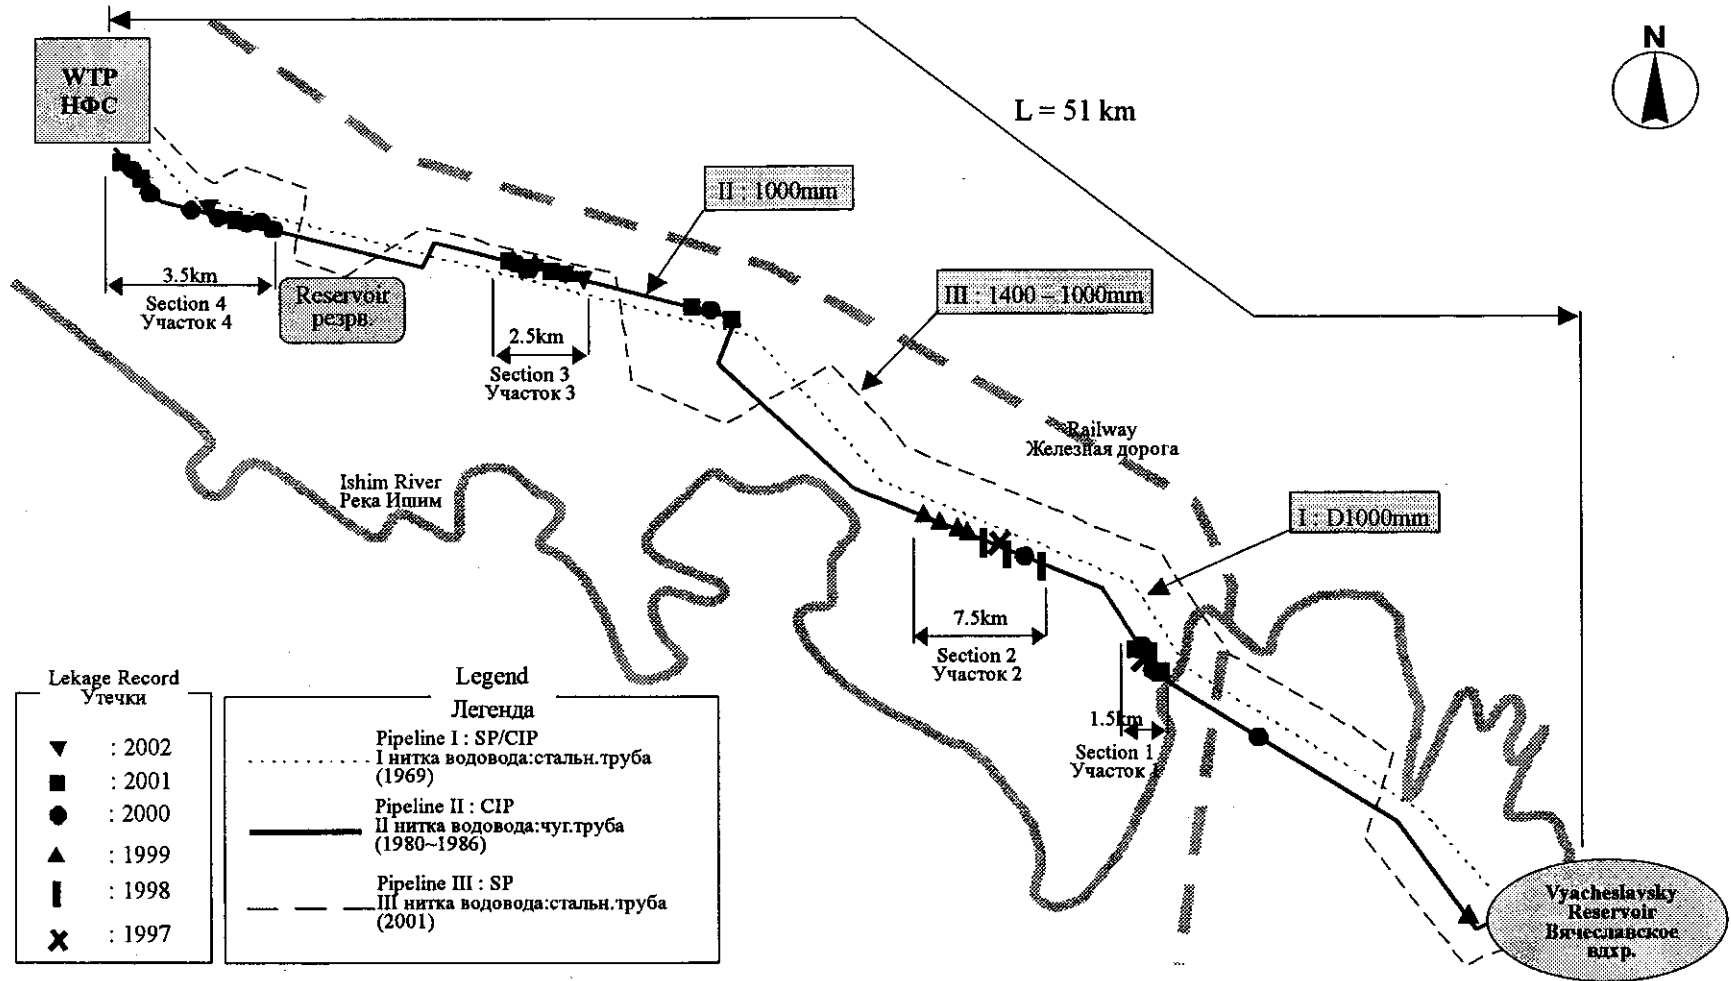 N
WTP
НФС
L = 51 km
II : 1000mm
III : 1400 – 1000mm
3.5km
Section 4
Участок 4
Reservoir
резрв.
2.5km
Section 3
Участок 3
Railway
Железная дорога
Ishim River
Река Ишим
I : D1000mm
7.5km
Section 2
Участок 2
1.5km
Section 1
Участок 1
Lekage Record
Утечки
: 2002
: 2001
: 2000
: 1999
: 1998
: 1997
Legend
Легенда
Pipeline I : SP/CIP
I нитка водовода:стальн.труба
(1969)
Pipeline II : CIP
II нитка водовода:чуг.труба
(1980~1986)
Pipeline III : SP
III нитка водовода:стальн.труба
(2001)
Vyacheslavsky
Reservoir
Вячеславское
вдхр.